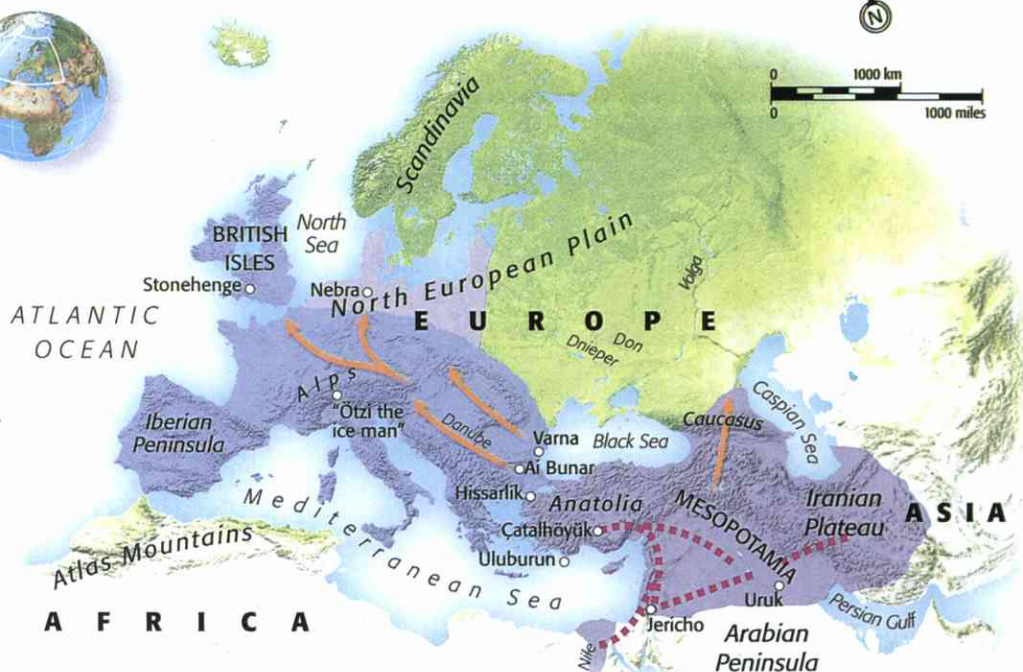 N
0 1000 km
0 1000 miles
Scandinavia
North
Sea
BRITISH
ISLES
Stonehenge
Nebra
North European Plain
Volga
ATLANTIC
OCEAN
EUROPE
Don
Dnieper
Alps
"Ötzi the
ice-man"
Iberian
Peninsula
Danube
Varna
Black Sea
Caucasus
Caspian Sea
Ai Bunar
Hissarlik
Anatolia
MESOPOTAMIA
Iranian
Plateau
ASIA
Mediterranean Sea
Çatalhöyük
Atlas Mountains
Uluburun
Uruk
Persian Gulf
AFRICA
Jericho
Arabian
Peninsula
Nile